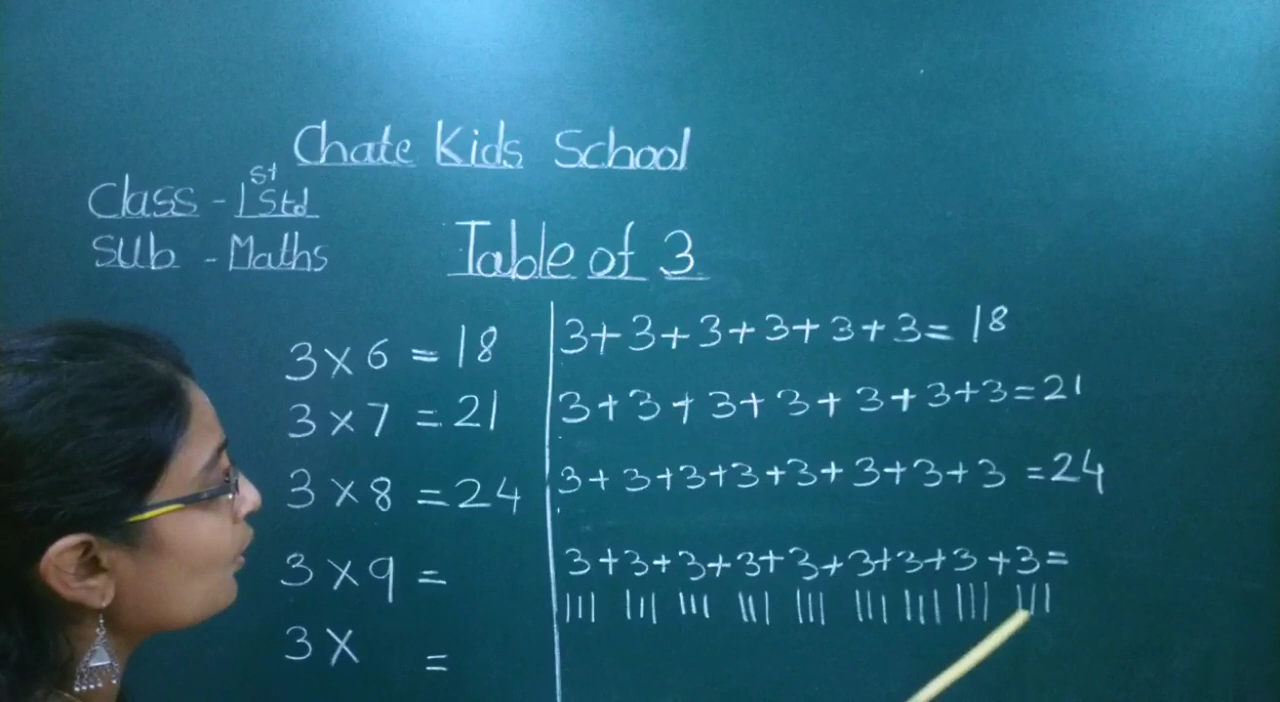 Chate Kids School
Class - 1st Std
Sub - Maths
Table of 3
3 × 6 = 18
3 × 7 = 21
3 × 8 = 24
3 × 9 =
3 ×   =
3+3+3+3+3+3= 18
3+3+3+3+3+3+3=21
3+3+3+3+3+3+3+3 =24
3+3+3+3+3+3+3+3+3=
||| ||| ||| ||| ||| ||| ||| ||| |||